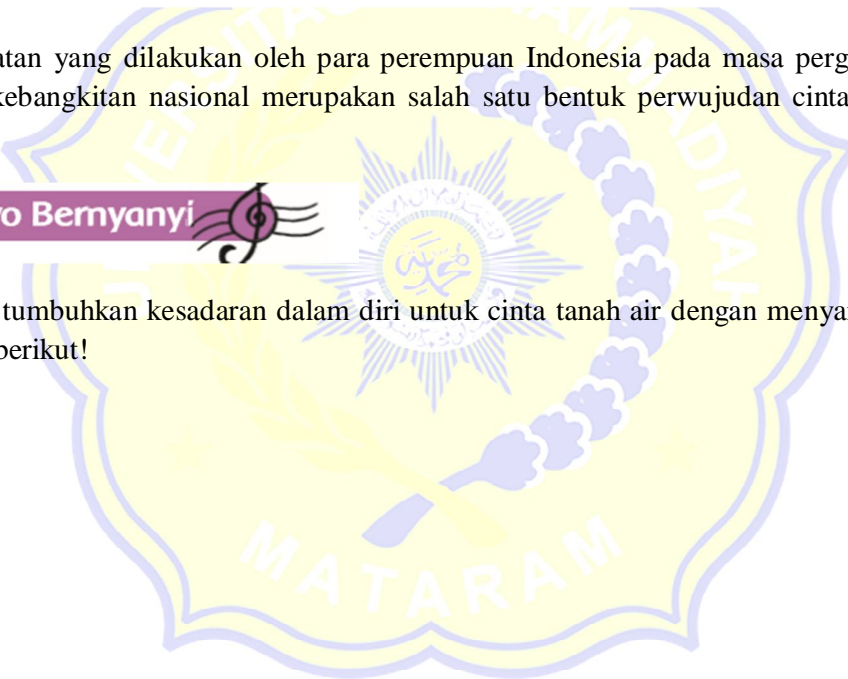 atan yang dilakukan oleh para perempuan Indonesia pada masa perg
kebangkitan nasional merupakan salah satu bentuk perwujudan cinta
o Bernyanyi
tumbuhkan kesadaran dalam diri untuk cinta tanah air dengan menya
berikut!
MATARAM